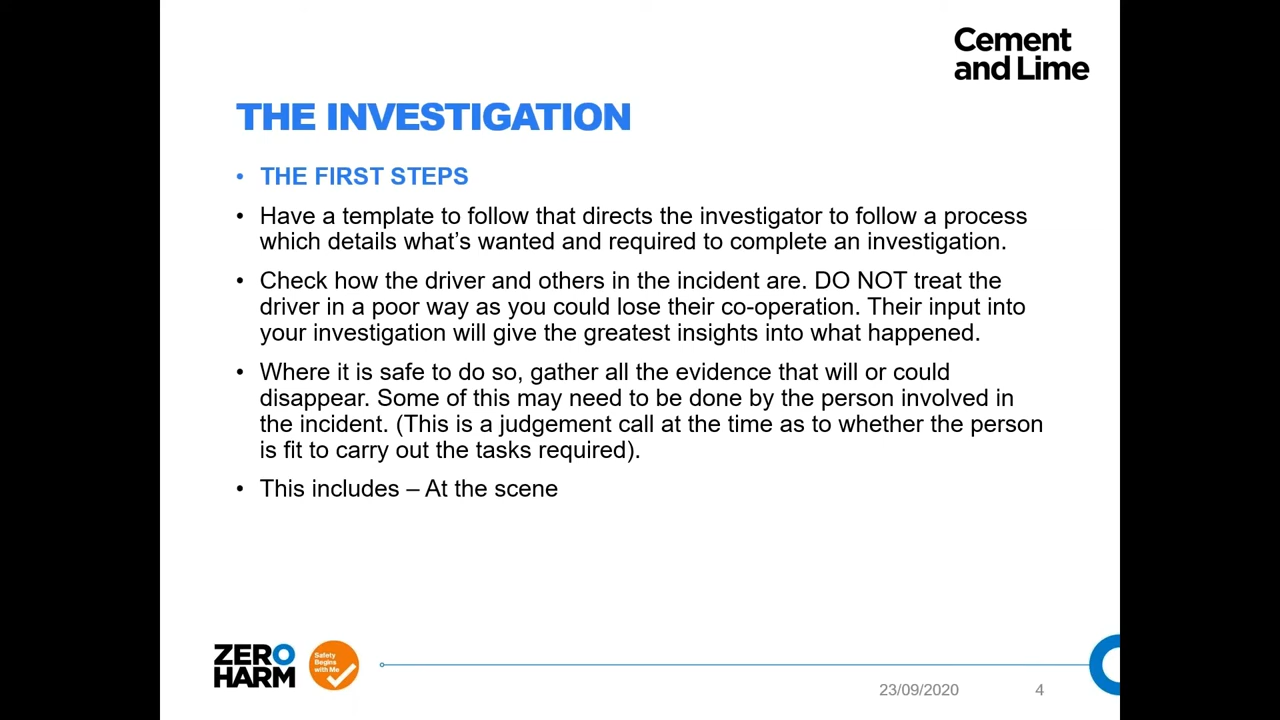 Cement
and Lime
THE INVESTIGATION
• THE FIRST STEPS
• Have a template to follow that directs the investigator to follow a process
which details what’s wanted and required to complete an investigation.
• Check how the driver and others in the incident are. DO NOT treat the
driver in a poor way as you could lose their co-operation. Their input into
your investigation will give the greatest insights into what happened.
• Where it is safe to do so, gather all the evidence that will or could
disappear. Some of this may need to be done by the person involved in
the incident. (This is a judgement call at the time as to whether the person
is fit to carry out the tasks required).
• This includes – At the scene
ZERO
HARM
Safety
Begins
with Me
23/09/2020
4